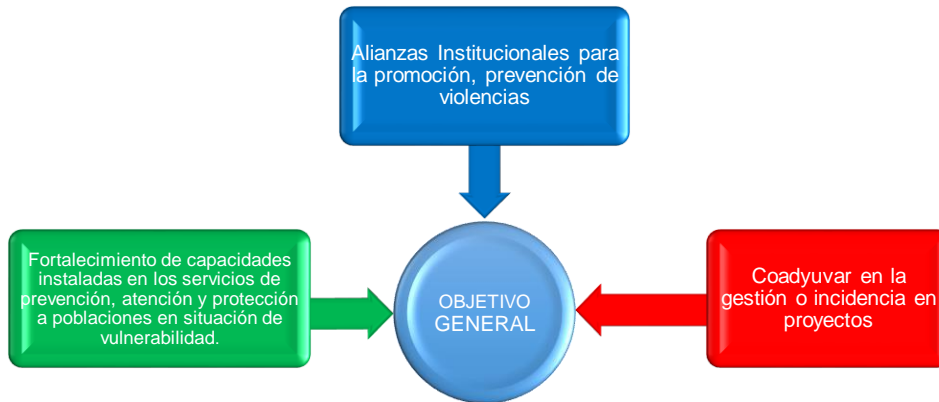 Alianzas Institucionales para
la promoción, prevención de
violencias
Fortalecimiento de capacidades
instaladas en los servicios de
prevención, atención y protección
a poblaciones en situación de
vulnerabilidad.
OBJETIVO
GENERAL
Coadyuvar en la
gestión o incidencia en
proyectos